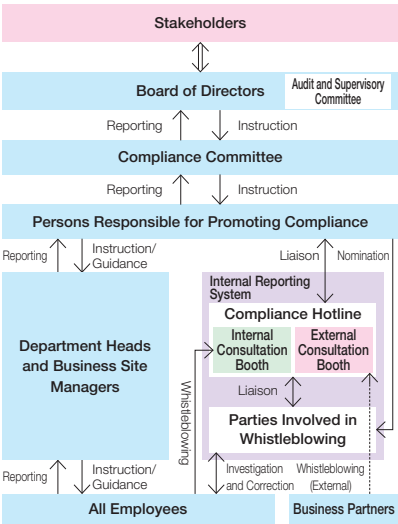 Stakeholders
Board of Directors
Audit and Supervisory
Committee
Reporting
Instruction
Compliance Committee
Reporting
Instruction
Persons Responsible for Promoting Compliance
Reporting
Instruction/
Guidance
Liaison
Nomination
Internal Reporting
System
Compliance Hotline
Internal
Consultation
Booth
External
Consultation
Booth
Department Heads
and Business Site
Managers
Whistleblowing
Liaison
Parties Involved in
Whistleblowing
Reporting
Instruction/
Guidance
Investigation
and Correction
Whistleblowing
(External)
All Employees
Business Partners